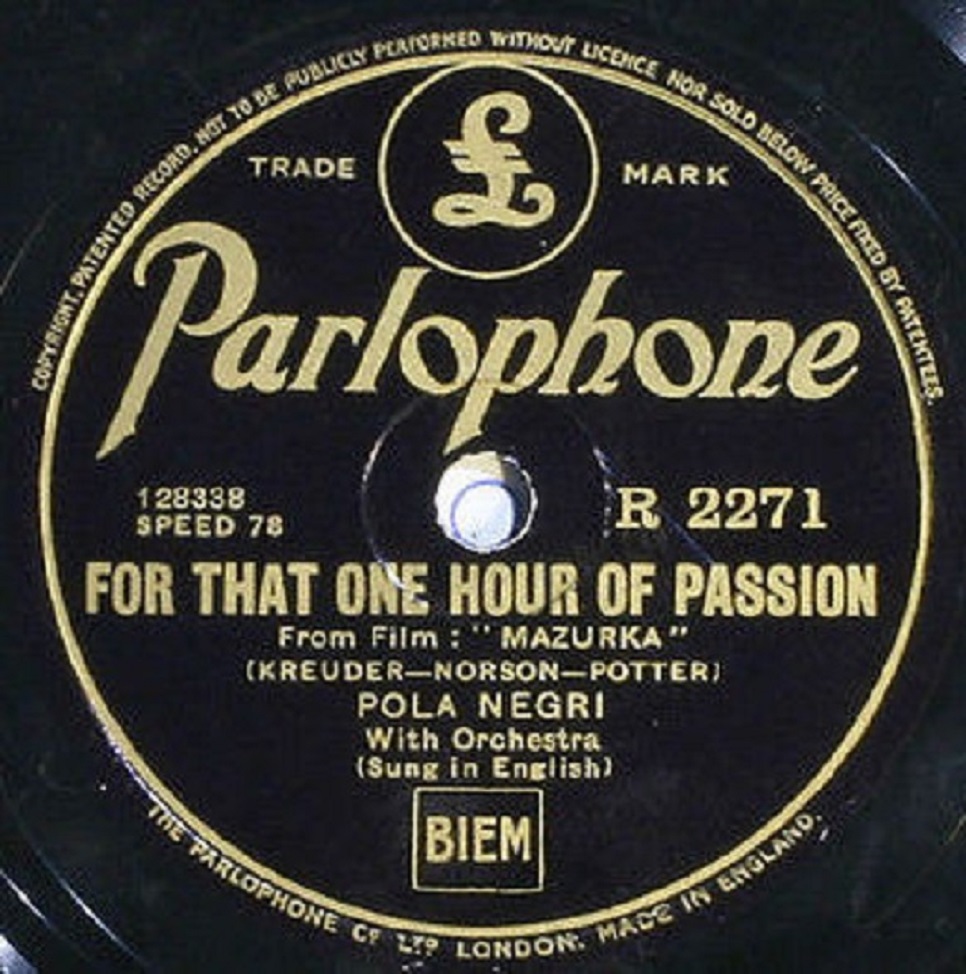 COPYRIGHT. PATENTED RECORD. NOT TO BE PUBLICLY PERFORMED WITHOUT LICENCE NOR SOLD BELOW PRICE FIXED BY PATENTEES.
£
TRADE MARK
Parlophone
128338
SPEED 78
R 2271
FOR THAT ONE HOUR OF PASSION
From Film : "MAZURKA"
(KREUDER—NORSON—POTTER)
POLA NEGRI
With Orchestra
(Sung in English)
BIEM
THE PARLOPHONE Cº LTP LONDON. MADE IN ENGLAND.